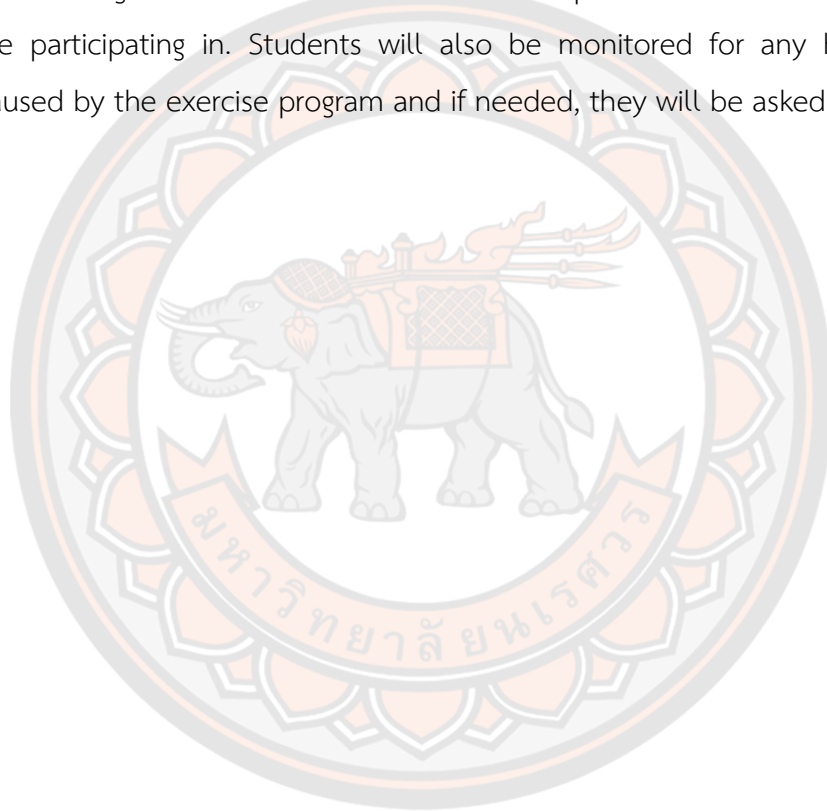 e participating in. Students will also be monitored for any
used by the exercise program and if needed, they will be asked
มหาวิทยาลัยนเรศวร